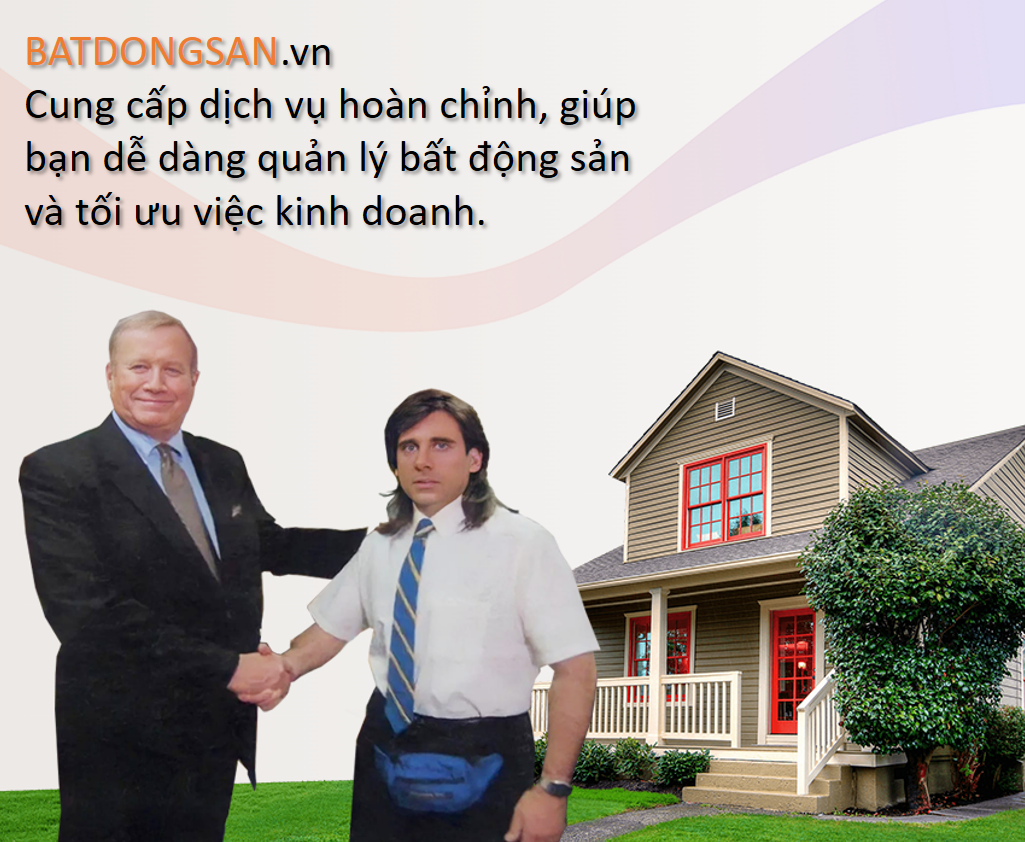 BATDONGSAN.vn
Cung cấp dịch vụ hoàn chỉnh, giúp
bạn dễ dàng quản lý bất động sản
và tối ưu việc kinh doanh.